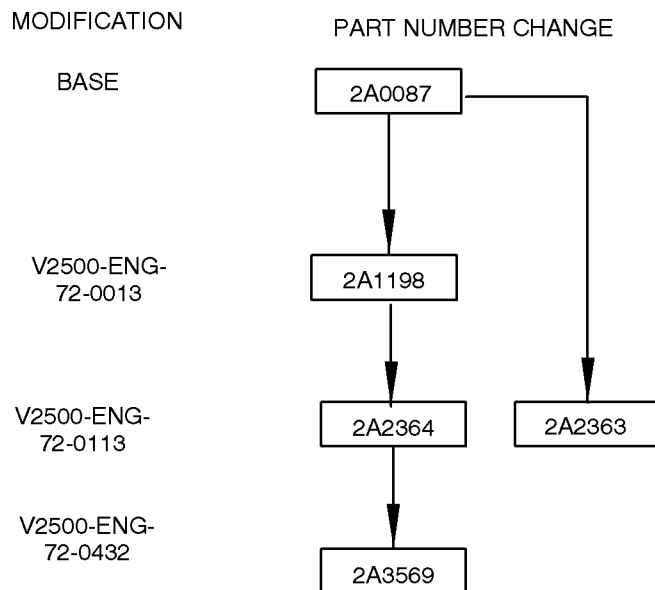 MODIFICATION
PART NUMBER CHANGE
BASE
2A0087
V2500-ENG-
72-0013
2A1198
V2500-ENG-
72-0113
2A2364
2A2363
V2500-ENG-
72-0432
2A3569